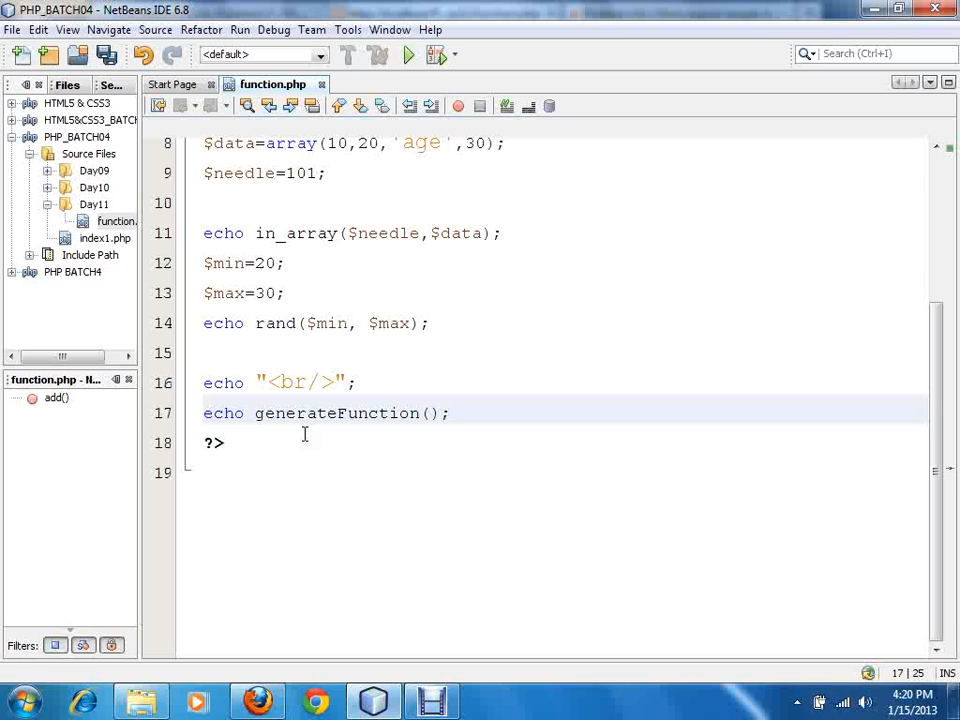 PHP_BATCH04 - NetBeans IDE 6.8
File Edit View Navigate Source Refactor Run Debug Team Tools Window Help
<default>
Search (Ctrl+I)
Files Se...
Start Page function.php
HTML5 & CSS3
HTML5&CSS3_BATCH
PHP_BATCH04
Source Files
Day09
Day10
Day11
function.
index1.php
Include Path
PHP BATCH4
function.php - N...
add()
Filters:
8 $data=array(10,20,'age',30);
9 $needle=101;
10
11 echo in_array($needle,$data);
12 $min=20;
13 $max=30;
14 echo rand($min, $max);
15
16 echo "<br/>";
17 echo generateFunction();
18 ?>
19
17 | 25 INS
4:20 PM
1/15/2013